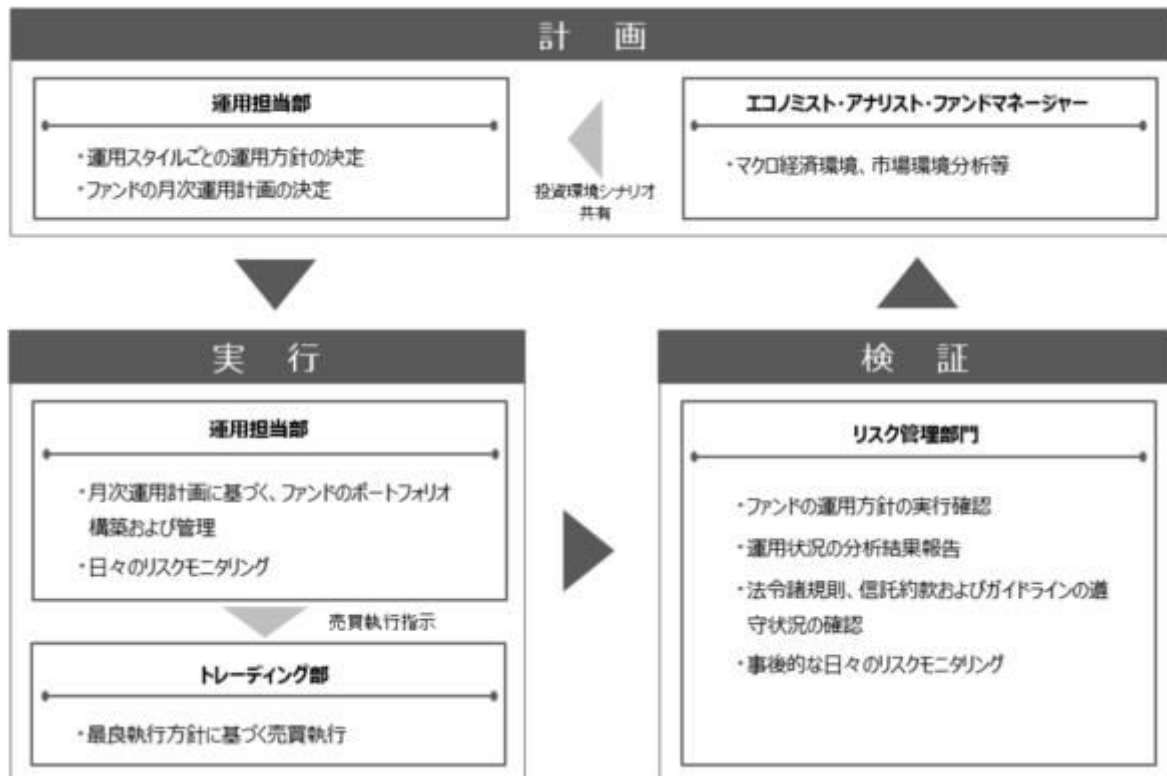 計 画
運用担当部
・運用スタイルごとの運用方針の決定
・ファンドの月次運用計画の決定
投資環境シナリオ
共有
エコノミスト・アナリスト・ファンドマネージャー
・マクロ経済環境、市場環境分析等
実 行
運用担当部
・月次運用計画に基づく、ファンドのポートフォリオ
構築および管理
・日々のリスクモニタリング
売買執行指示
トレーディング部
・最良執行方針に基づく売買執行
検 証
リスク管理部門
・ファンドの運用方針の実行確認
・運用状況の分析結果報告
・法令諸規則、信託約款およびガイドラインの遵
守状況の確認
・事後的な日々のリスクモニタリング